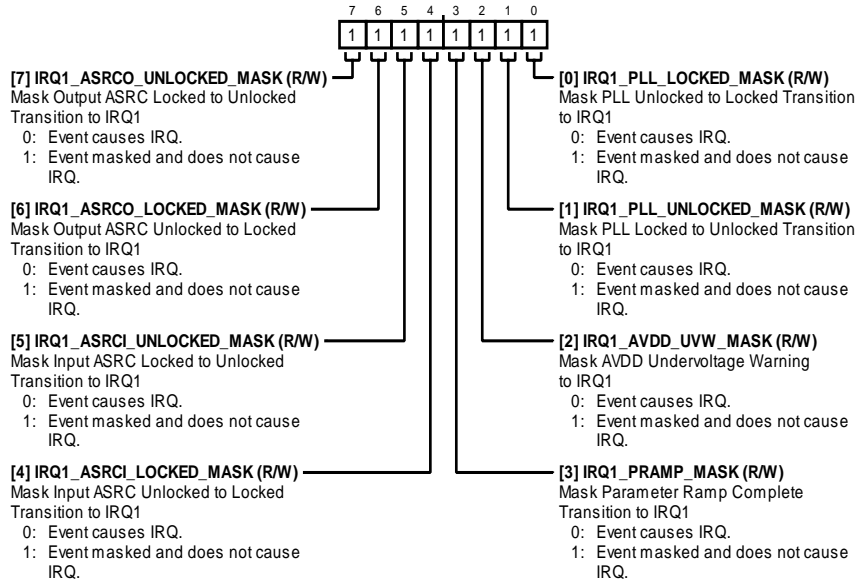 7 6 5 4 3 2 1 0
1 1 1 1 1 1 1 1
[7] IRQ1_ASRCO_UNLOCKED_MASK (R/W)
Mask Output ASRC Locked to Unlocked
Transition to IRQ1
0: Event causes IRQ.
1: Event masked and does not cause
IRQ.
[6] IRQ1_ASRCO_LOCKED_MASK (R/W)
Mask Output ASRC Unlocked to Locked
Transition to IRQ1
0: Event causes IRQ.
1: Event masked and does not cause
IRQ.
[5] IRQ1_ASRCI_UNLOCKED_MASK (R/W)
Mask Input ASRC Locked to Unlocked
Transition to IRQ1
0: Event causes IRQ.
1: Event masked and does not cause
IRQ.
[4] IRQ1_ASRCI_LOCKED_MASK (R/W)
Mask Input ASRC Unlocked to Locked
Transition to IRQ1
0: Event causes IRQ.
1: Event masked and does not cause
IRQ.
[0] IRQ1_PLL_LOCKED_MASK (R/W)
Mask PLL Unlocked to Locked Transition
to IRQ1
0: Event causes IRQ.
1: Event masked and does not cause
IRQ.
[1] IRQ1_PLL_UNLOCKED_MASK (R/W)
Mask PLL Locked to Unlocked Transition
to IRQ1
0: Event causes IRQ.
1: Event masked and does not cause
IRQ.
[2] IRQ1_AVDD_UVW_MASK (R/W)
Mask AVDD Undervoltage Warning
to IRQ1
0: Event causes IRQ.
1: Event masked and does not cause
IRQ.
[3] IRQ1_PRAMP_MASK (R/W)
Mask Parameter Ramp Complete
Transition to IRQ1
0: Event causes IRQ.
1: Event masked and does not cause
IRQ.